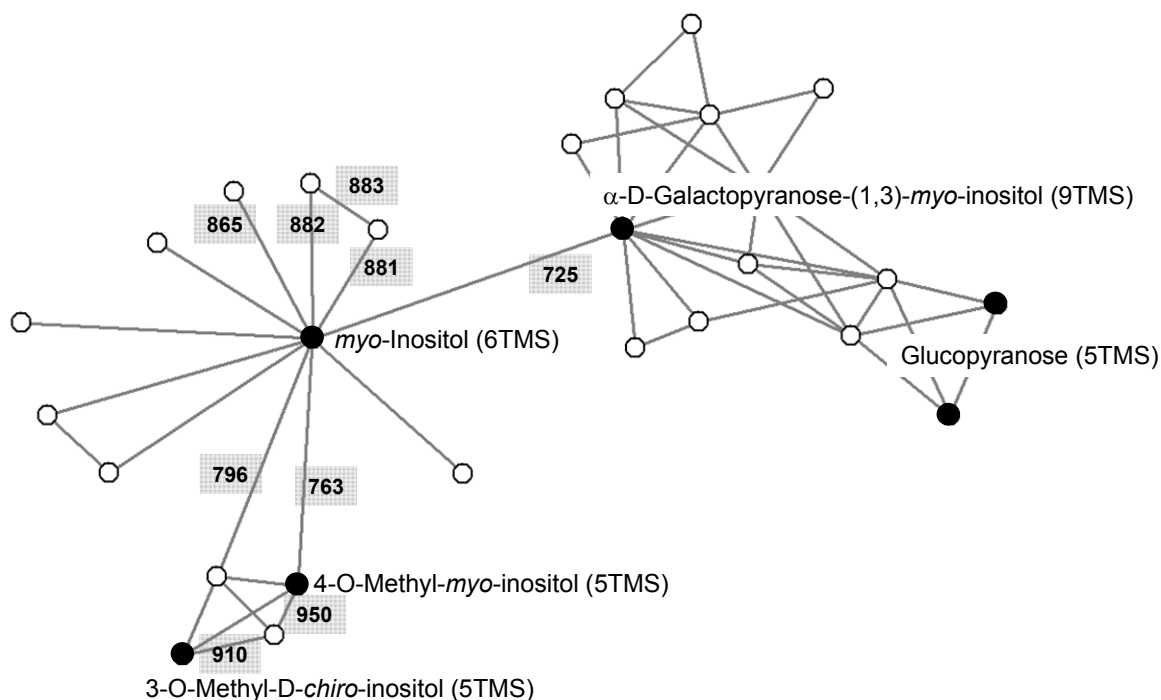 883
α-D-Galactopyranose-(1,3)-myo-inositol (9TMS)
865
882
881
725
myo-Inositol (6TMS)
Glucopyranose (5TMS)
796
763
4-O-Methyl-myo-inositol (5TMS)
950
910
3-O-Methyl-D-chiro-inositol (5TMS)